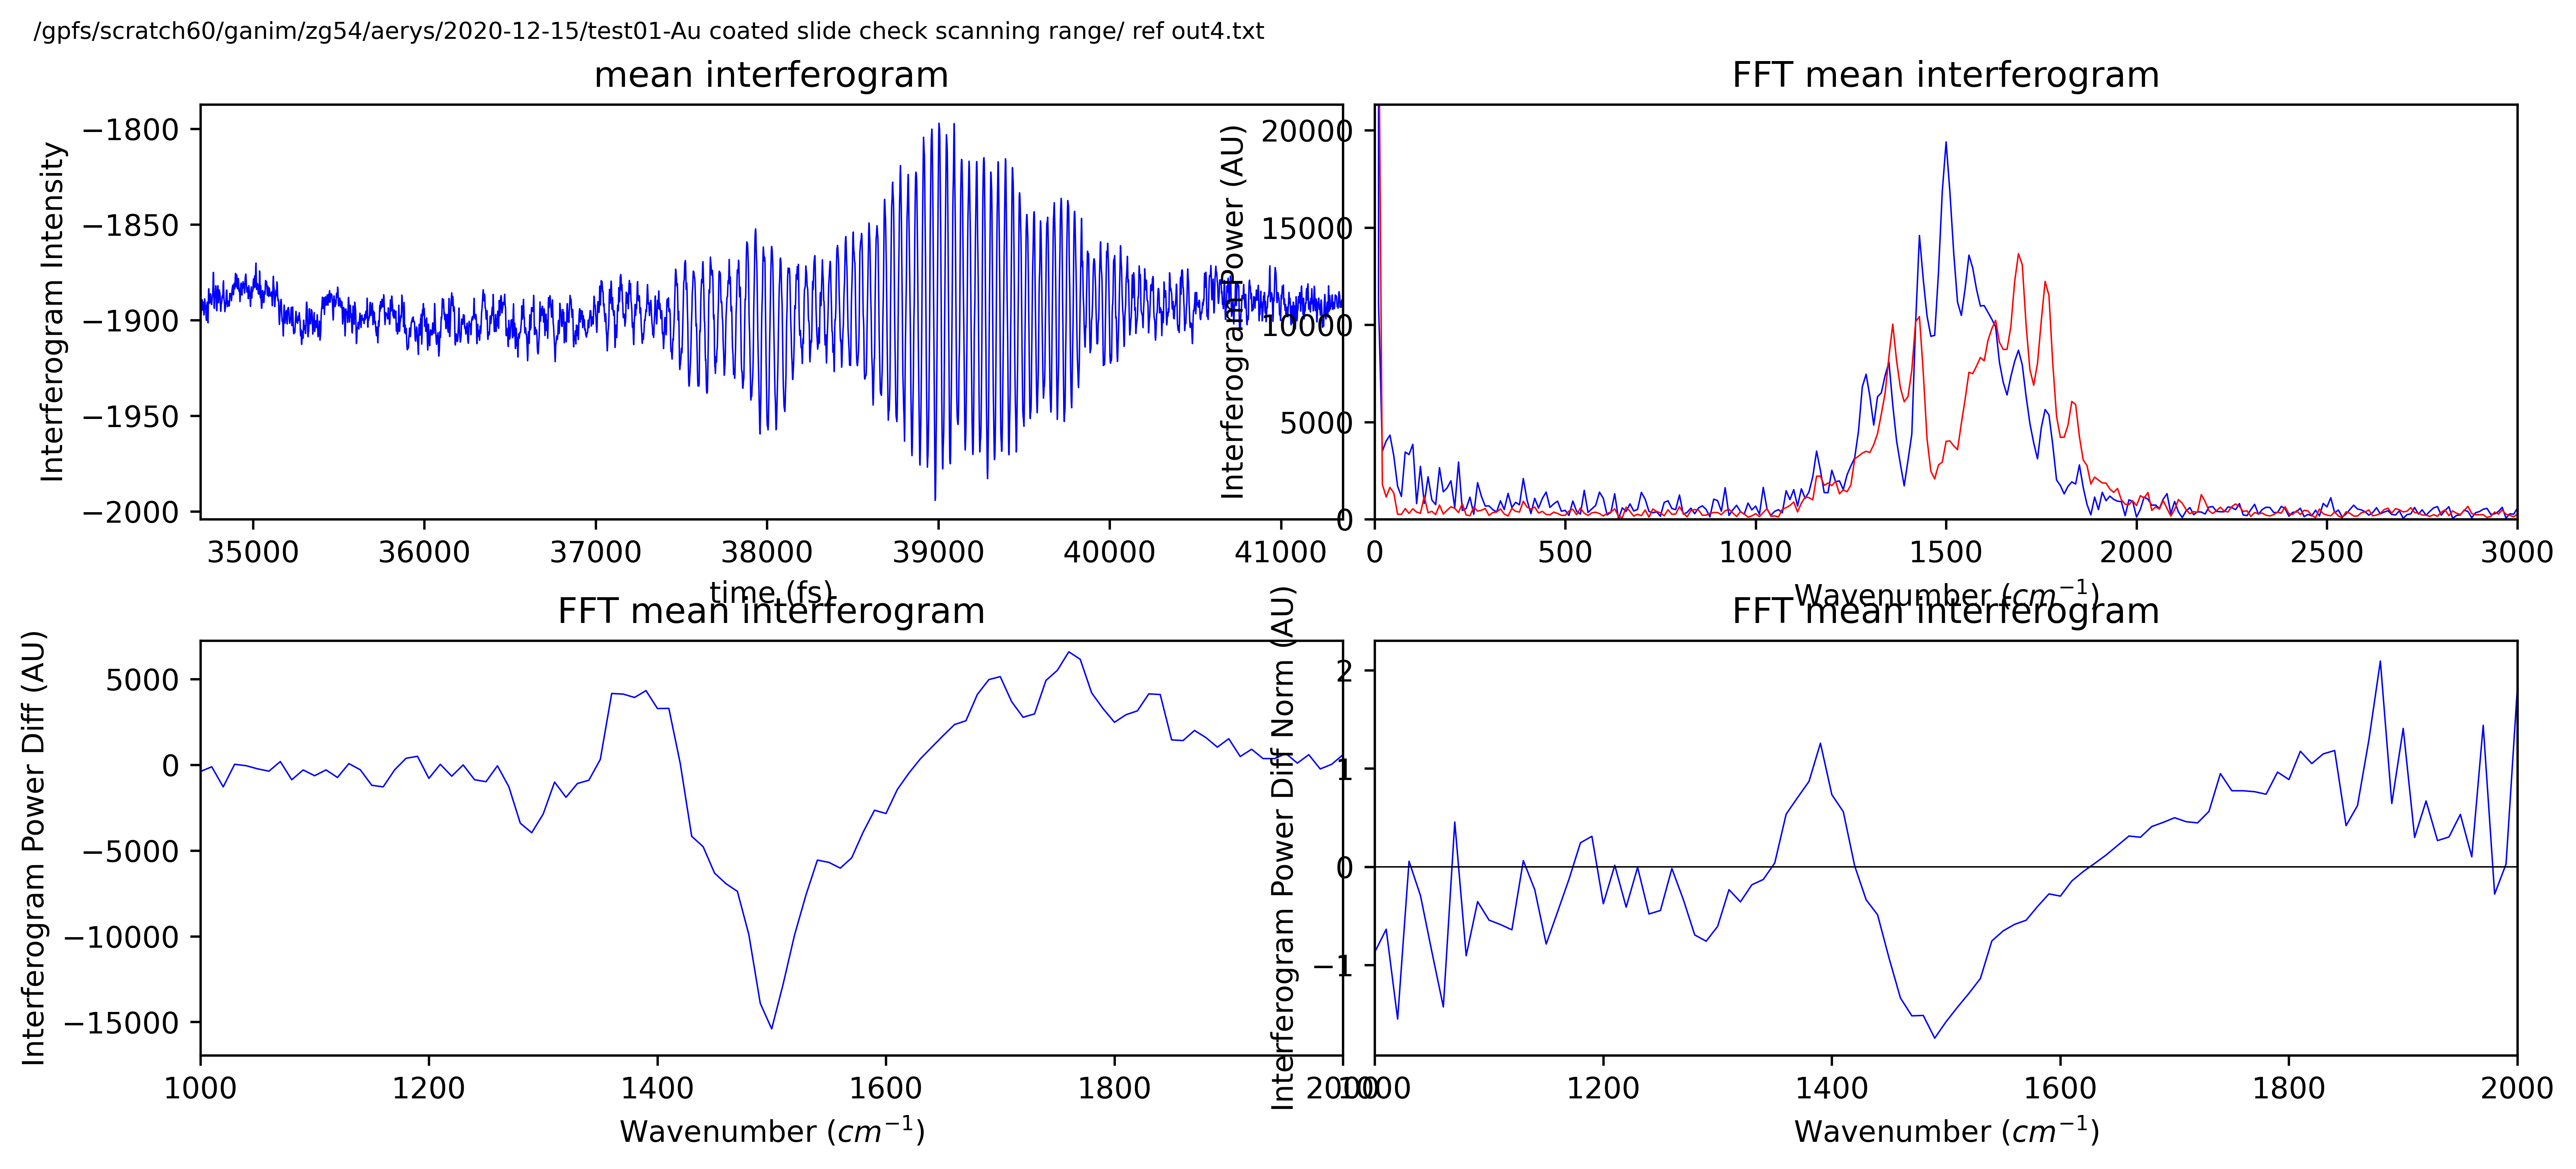 /gpfs/scratch60/ganim/zg54/aerys/2020-12-15/test01-Au coated slide check scanning range/ ref out4.txt
mean interferogram
Interferogram Intensity
−1800
−1850
−1900
−1950
−2000
35000 36000 37000 38000 39000 40000 41000
time (fs)
FFT mean interferogram
Interferogram Power (AU)
20000
15000
10000
5000
0
0 500 1000 1500 2000 2500 3000
Wavenumber (cm⁻¹)
FFT mean interferogram
Interferogram Power Diff (AU)
5000
0
−5000
−10000
−15000
1000 1200 1400 1600 1800 2000
Wavenumber (cm⁻¹)
FFT mean interferogram
Interferogram Power Diff Norm (AU)
2
1
0
−1
1000 1200 1400 1600 1800 2000
Wavenumber (cm⁻¹)